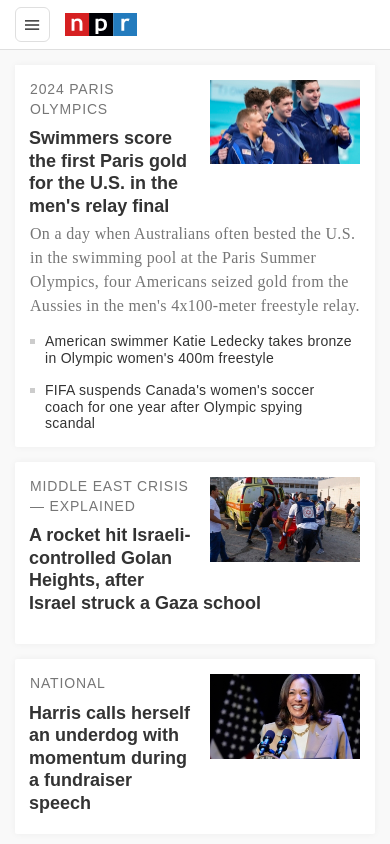 npr
2024 PARIS
OLYMPICS
Swimmers score
the first Paris gold
for the U.S. in the
men's relay final
On a day when Australians often bested the U.S.
in the swimming pool at the Paris Summer
Olympics, four Americans seized gold from the
Aussies in the men's 4x100-meter freestyle relay.
American swimmer Katie Ledecky takes bronze
in Olympic women's 400m freestyle
FIFA suspends Canada's women's soccer
coach for one year after Olympic spying
scandal
MIDDLE EAST CRISIS
— EXPLAINED
A rocket hit Israeli-
controlled Golan
Heights, after
Israel struck a Gaza school
NATIONAL
Harris calls herself
an underdog with
momentum during
a fundraiser
speech